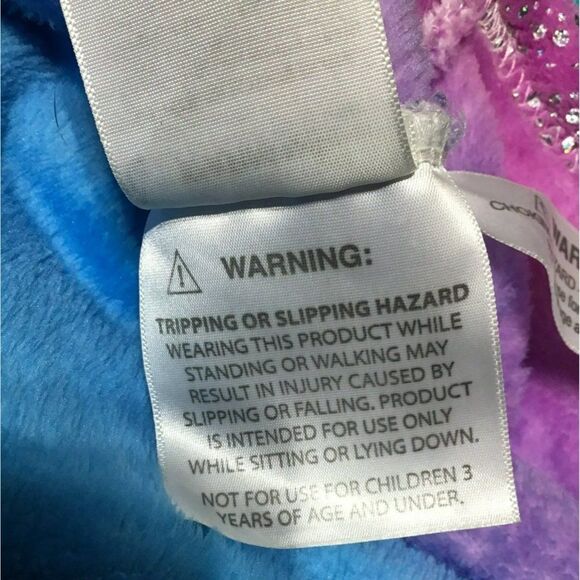 WARNING:
TRIPPING OR SLIPPING HAZARD
WEARING THIS PRODUCT WHILE
STANDING OR WALKING MAY
RESULT IN INJURY CAUSED BY
SLIPPING OR FALLING. PRODUCT
IS INTENDED FOR USE ONLY
WHILE SITTING OR LYING DOWN.
NOT FOR USE FOR CHILDREN 3
YEARS OF AGE AND UNDER.